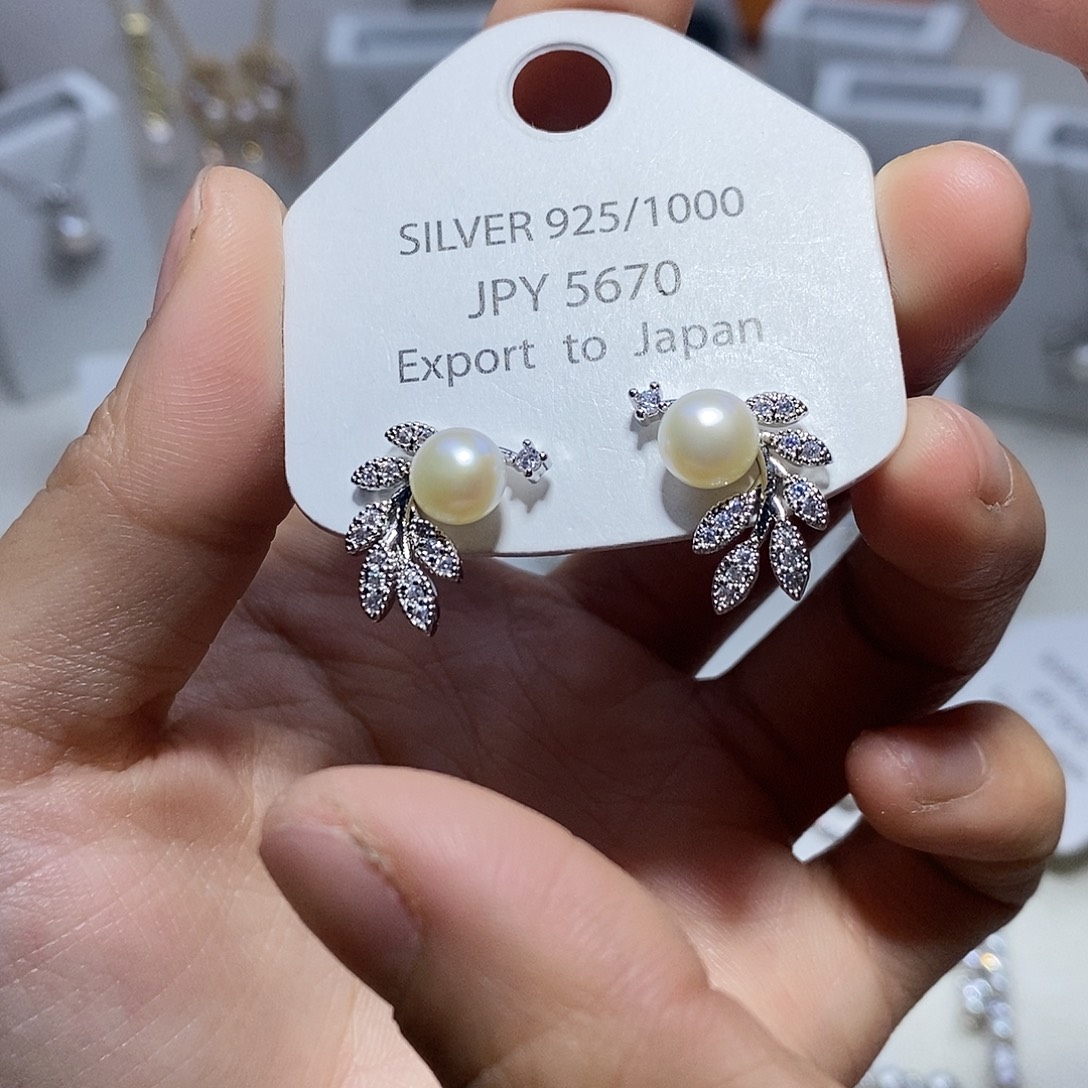 SILVER 925/1000
JPY 5670
Export to Japan